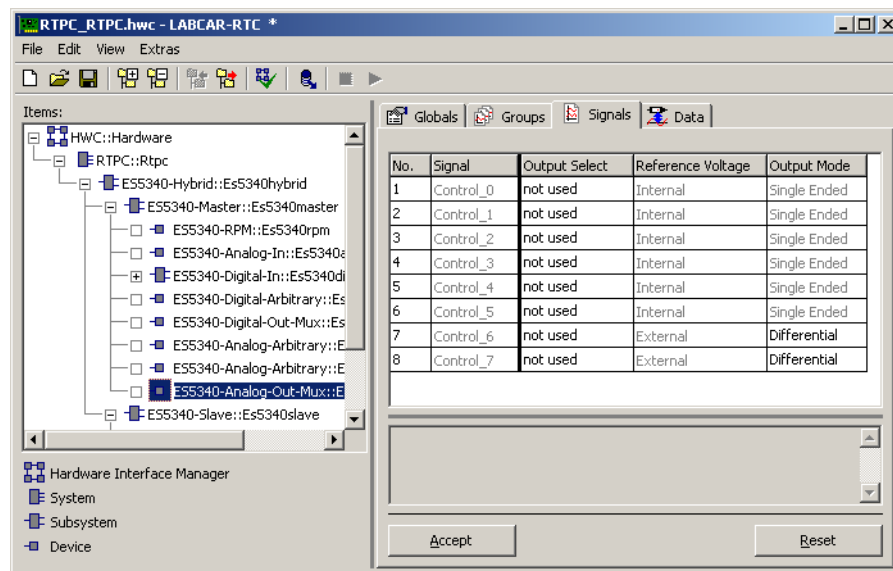 RTPC_RTPC.hwc - LABCAR-RTC *
File Edit View Extras
Items:
HWC::Hardware
RTPC::Rtpc
ES5340-Hybrid::Es5340hybrid
ES5340-Master::Es5340master
ES5340-RPM::Es5340rpm
ES5340-Analog-In::Es5340a
ES5340-Digital-In::Es5340di
ES5340-Digital-Arbitrary::Es
ES5340-Digital-Out-Mux::Es
ES5340-Analog-Arbitrary::E
ES5340-Analog-Arbitrary::E
ES5340-Analog-Out-Mux::E
ES5340-Slave::Es5340slave
Hardware Interface Manager
System
Subsystem
Device
Globals Groups Signals Data
No. Signal Output Select Reference Voltage Output Mode
1 Control_0 not used Internal Single Ended
2 Control_1 not used Internal Single Ended
3 Control_2 not used Internal Single Ended
4 Control_3 not used Internal Single Ended
5 Control_4 not used Internal Single Ended
6 Control_5 not used Internal Single Ended
7 Control_6 not used External Differential
8 Control_7 not used External Differential
Accept Reset